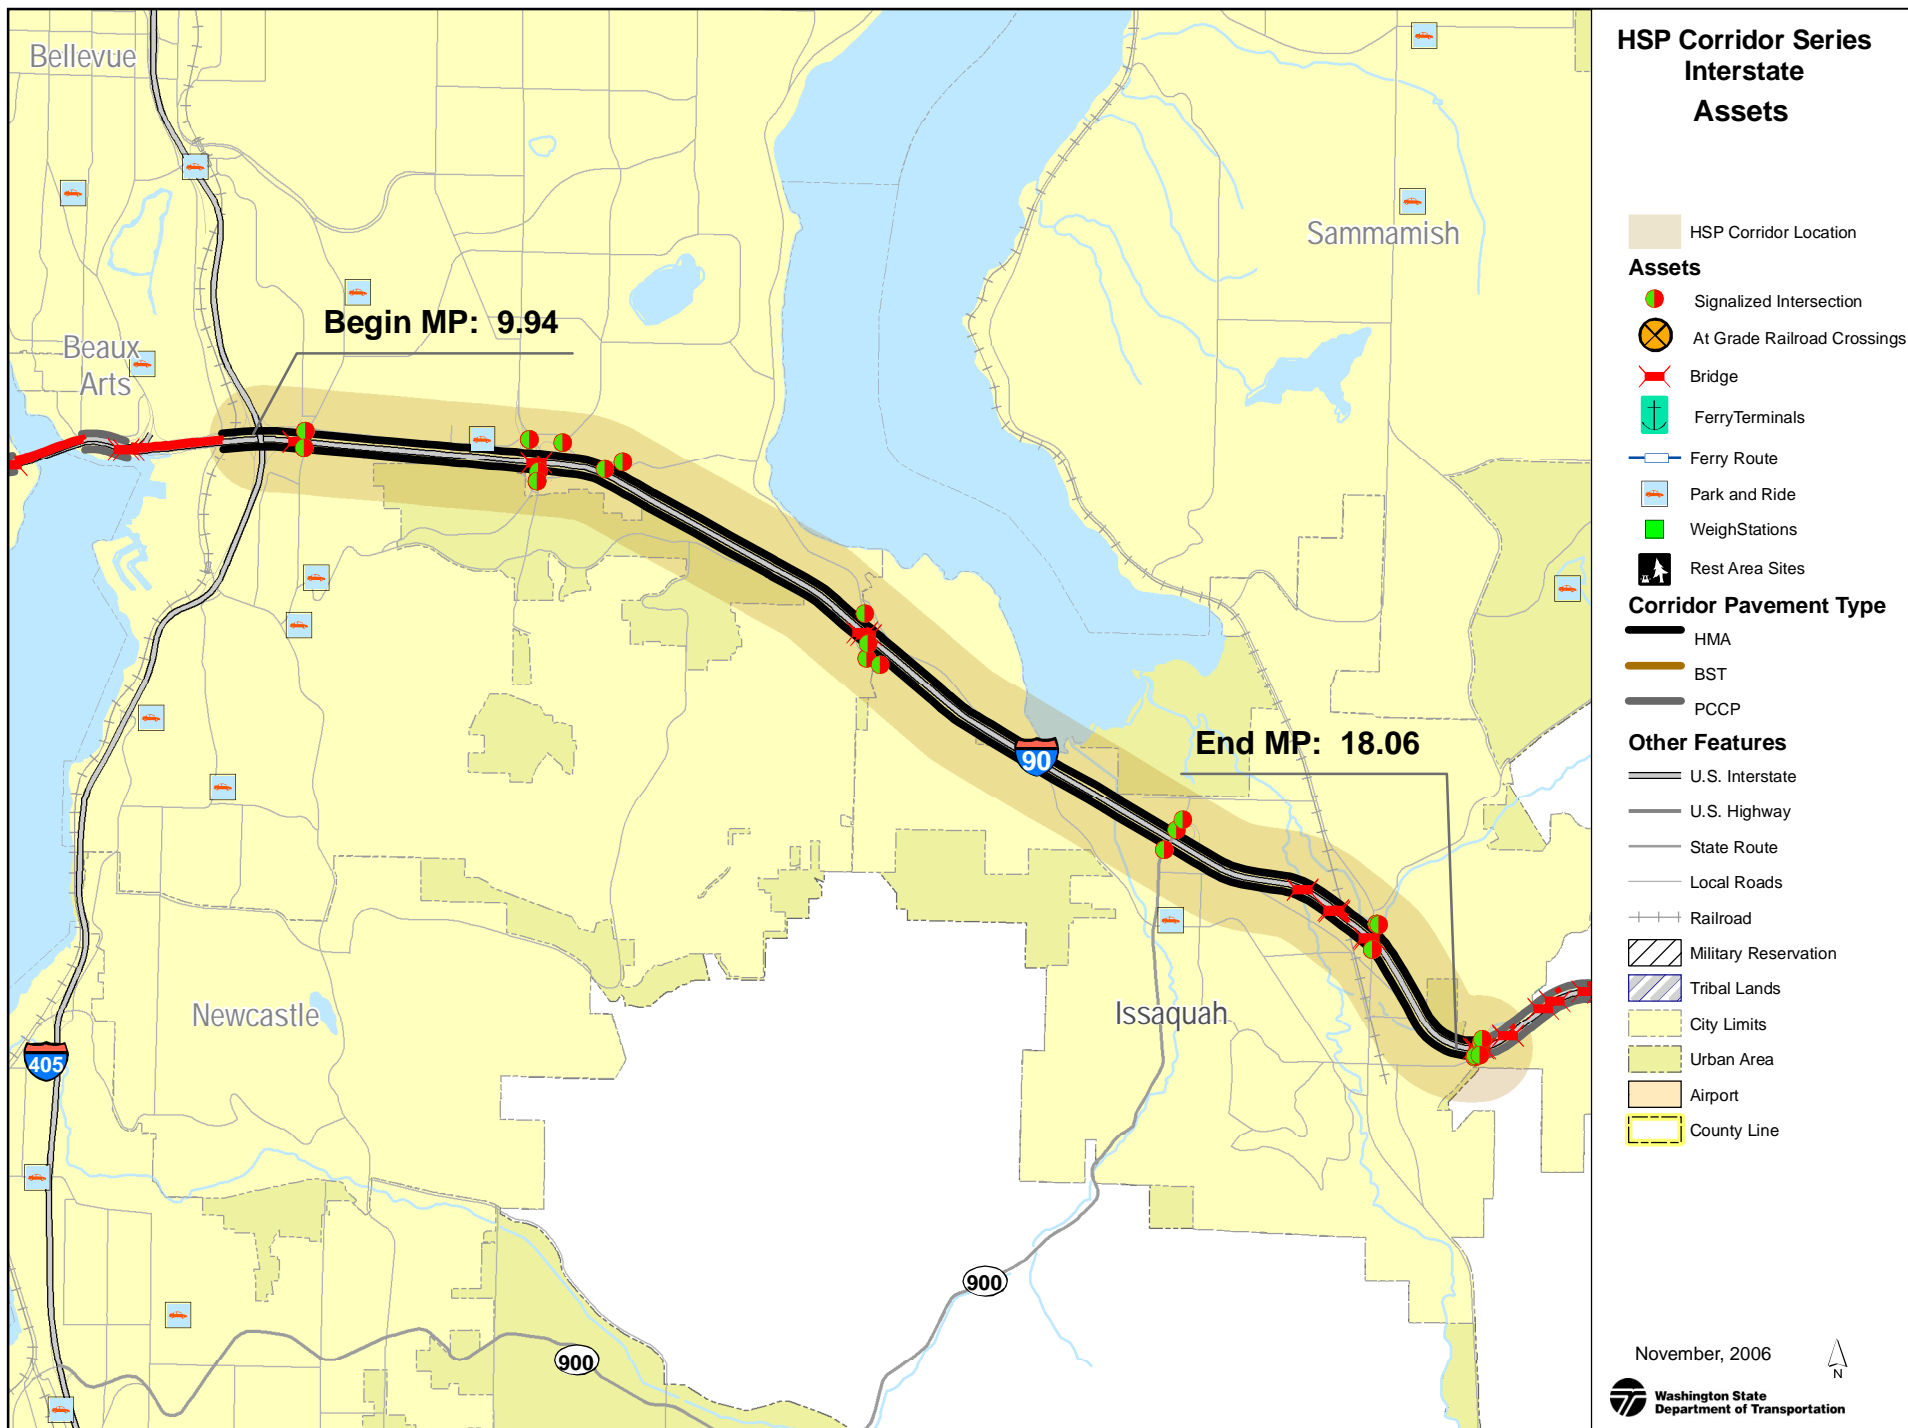 HSP Corridor Series
Interstate
Assets
Bellevue
Sammamish
Begin MP:  9.94
Beaux
Arts
End MP:  18.06
90
Newcastle
Issaquah
405
900
900
HSP Corridor Location
Assets
Signalized Intersection
At Grade Railroad Crossings
Bridge
FerryTerminals
Ferry Route
Park and Ride
WeighStations
Rest Area Sites
Corridor Pavement Type
HMA
BST
PCCP
Other Features
U.S. Interstate
U.S. Highway
State Route
Local Roads
Railroad
Military Reservation
Tribal Lands
City Limits
Urban Area
Airport
County Line
November, 2006
N
Washington State
Department of Transportation